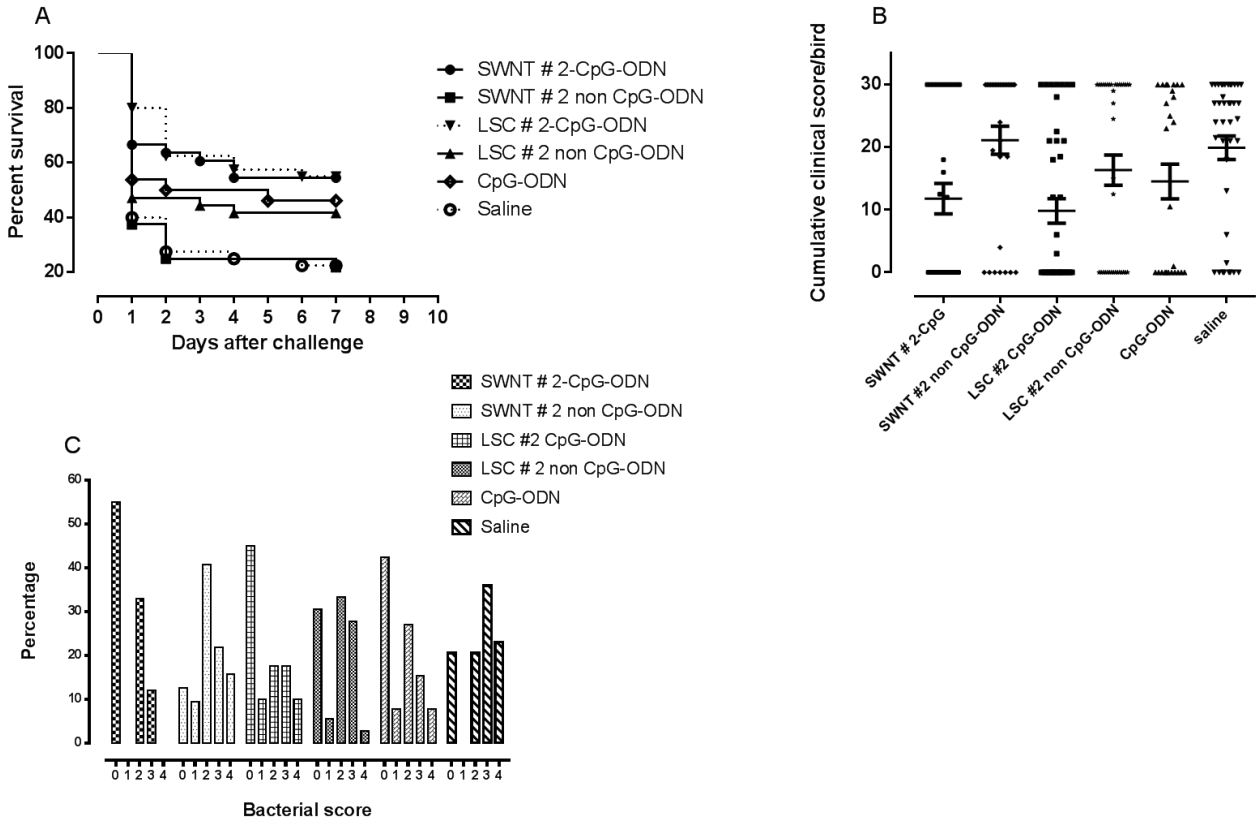 A
Percent survival
100
80
60
40
20
0 1 2 3 4 5 6 7 8 9 10
Days after challenge
SWNT # 2-CpG-ODN
SWNT # 2 non CpG-ODN
LSC # 2-CpG-ODN
LSC # 2 non CpG-ODN
CpG-ODN
Saline
B
Cumulative clinical score/bird
30
20
10
0
SWNT # 2-CpG
SWNT #2 non CpG-ODN
LSC #2 CpG-ODN
LSC #2 non CpG-ODN
CpG-ODN
saline
SWNT # 2-CpG-ODN
SWNT # 2 non CpG-ODN
LSC #2 CpG-ODN
LSC # 2 non CpG-ODN
CpG-ODN
Saline
C
Percentage
60
50
40
30
20
10
0
0 1 2 3 4 0 1 2 3 4 0 1 2 3 4 0 1 2 3 4 0 1 2 3 4 0 1 2 3 4
Bacterial score